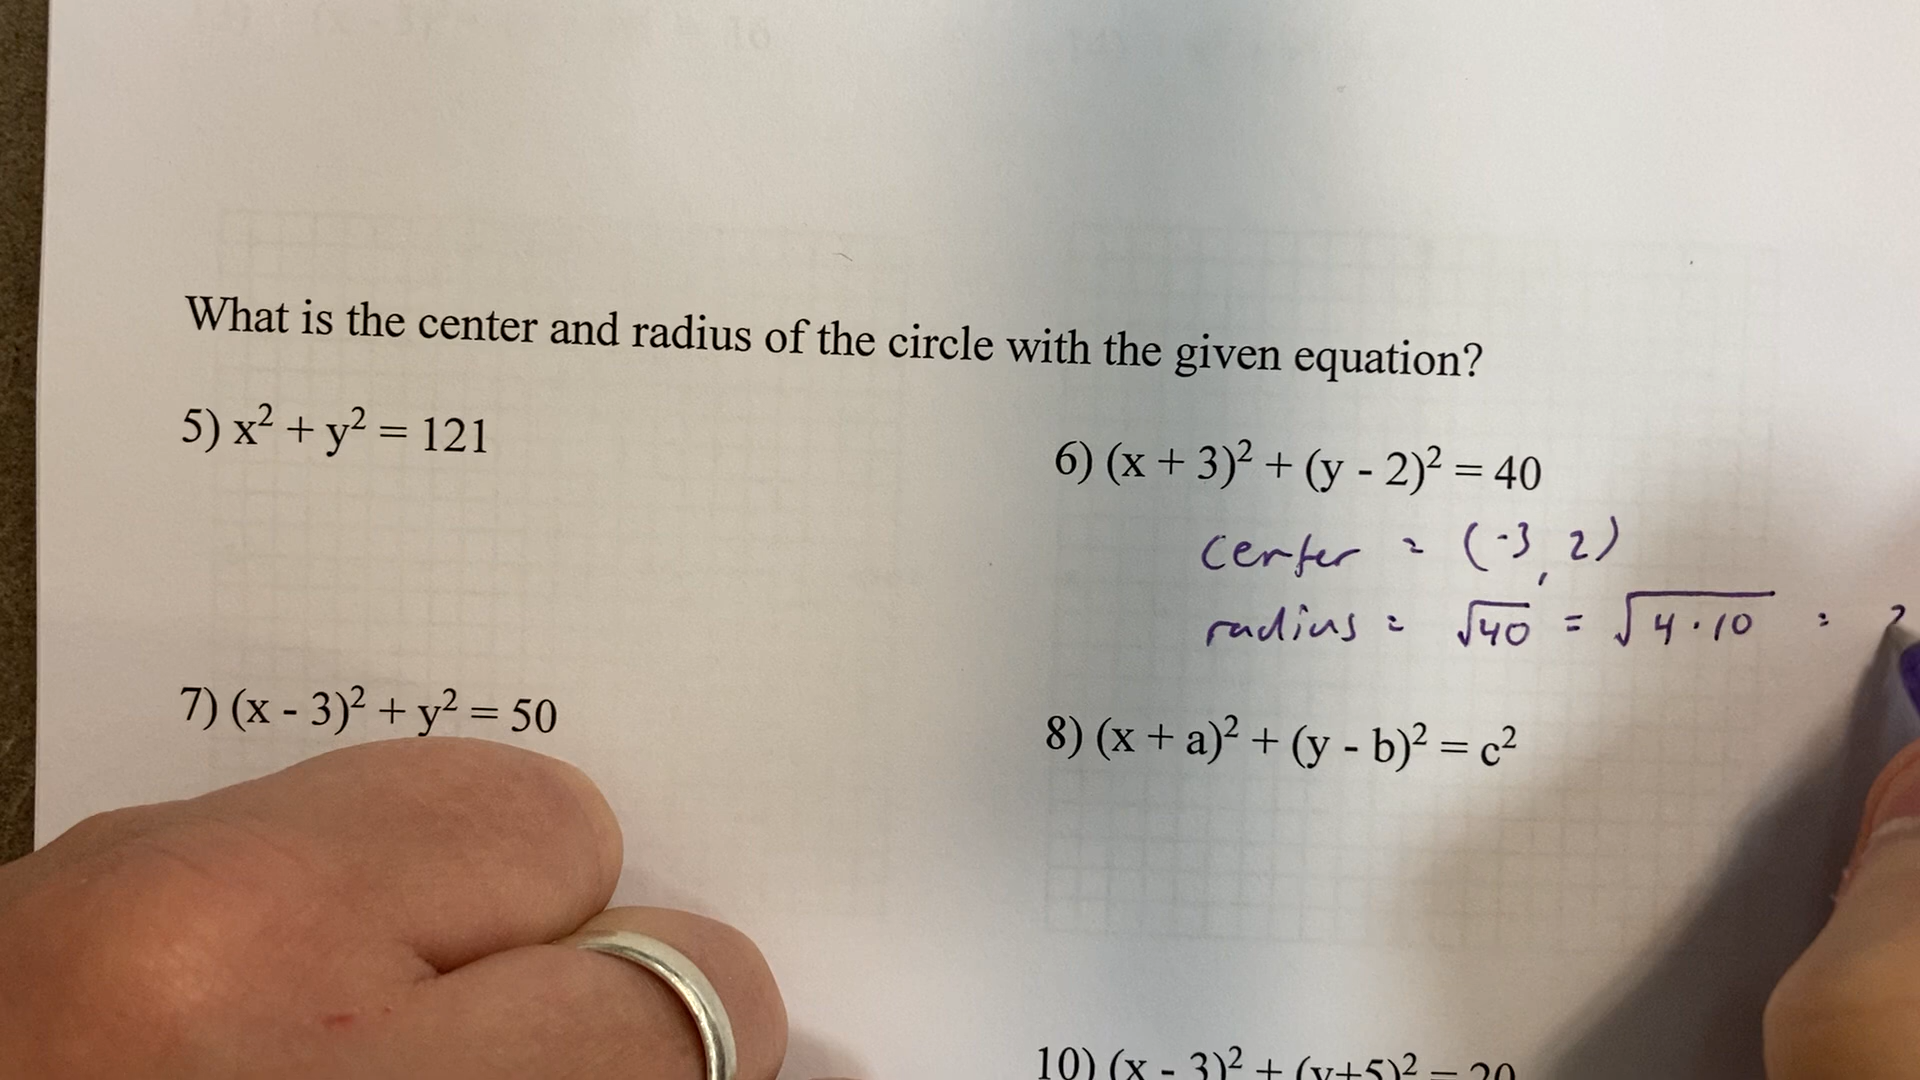 What is the center and radius of the circle with the given equation?
5) x² + y² = 121
6) (x + 3)² + (y - 2)² = 40
center = (-3, 2)
radius = √40 = √4·10 = 2
7) (x - 3)² + y² = 50
8) (x + a)² + (y - b)² = c²
10) (x - 3)² + (y+5)² = 20